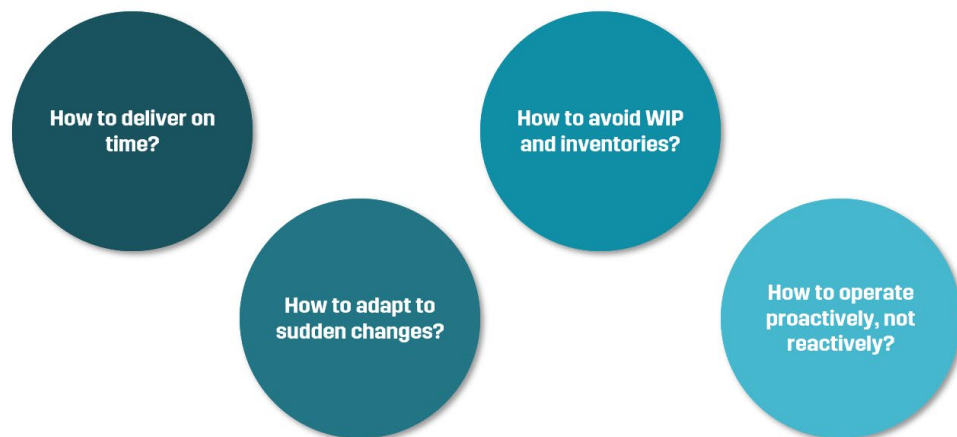 How to deliver on
time?
How to adapt to
sudden changes?
How to avoid WIP
and inventories?
How to operate
proactively, not
reactively?